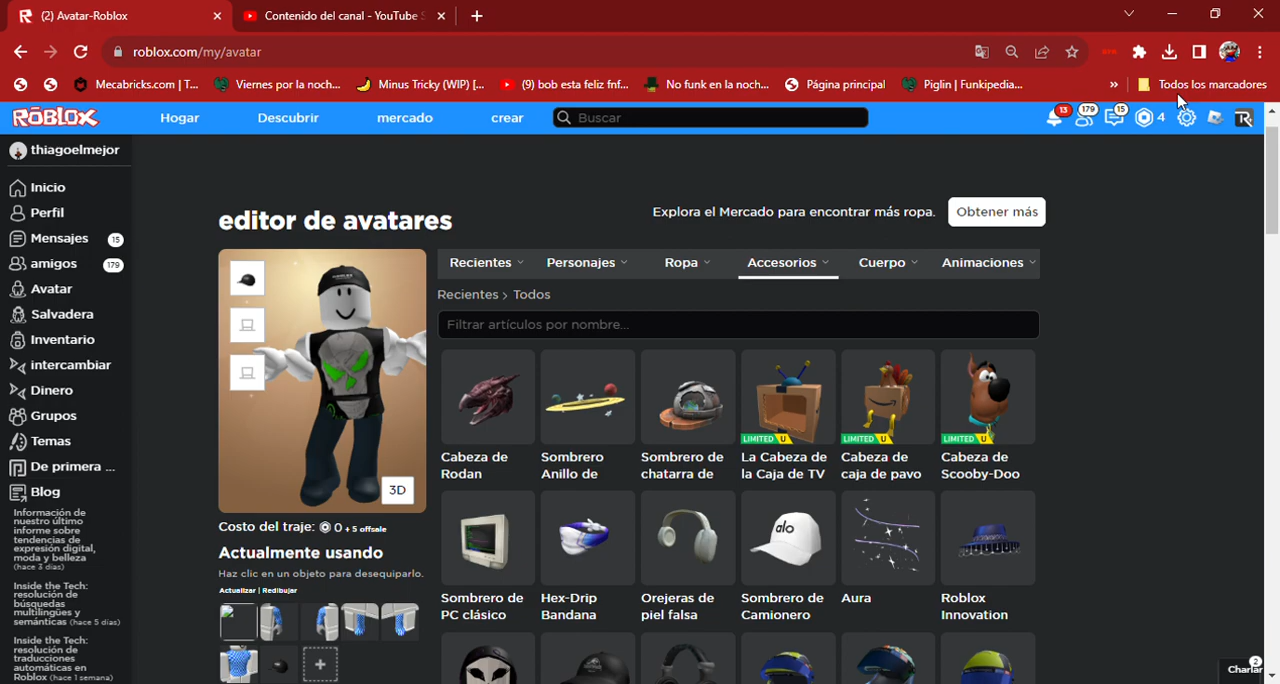 (2) Avatar-Roblox
Contenido del canal - YouTube S
roblox.com/my/avatar
Mecabricks.com | T...
Viernes por la noch...
Minus Tricky (WIP) [...
(9) bob esta feliz fnf...
No funk en la noch...
Página principal
Piglin | Funkipedia...
»
Todos los marcadores
ROBLOX
Hogar
Descubrir
mercado
crear
Buscar
13
179
15
4
thiagoelmejor
Inicio
Perfil
Mensajes 15
amigos 179
Avatar
Salvadera
Inventario
intercambiar
Dinero
Grupos
Temas
De primera ...
Blog
Información de
nuestro último
informe sobre
tendencias de
expresión digital,
moda y belleza
(hace 3 días)
Inside the Tech:
resolución de
búsquedas
multilingües y
semánticas (hace 5 días)
Inside the Tech:
resolución de
traducciones
automáticas en
Roblox (hace 1 semana)
editor de avatares
Explora el Mercado para encontrar más ropa.
Obtener más
3D
Costo del traje: 0 + 5 offsale
Actualmente usando
Haz clic en un objeto para desequiparlo.
Actualizar | Redibujar
Recientes
Personajes
Ropa
Accesorios
Cuerpo
Animaciones
Recientes > Todos
Filtrar artículos por nombre...
LIMITED U
LIMITED U
LIMITED U
Cabeza de
Rodan
Sombrero
Anillo de
Sombrero de
chatarra de
La Cabeza de
la Caja de TV
Cabeza de
caja de pavo
Cabeza de
Scooby-Doo
alo
Sombrero de
PC clásico
Hex-Drip
Bandana
Orejeras de
piel falsa
Sombrero de
Camionero
Aura
Roblox
Innovation
Charlar
2